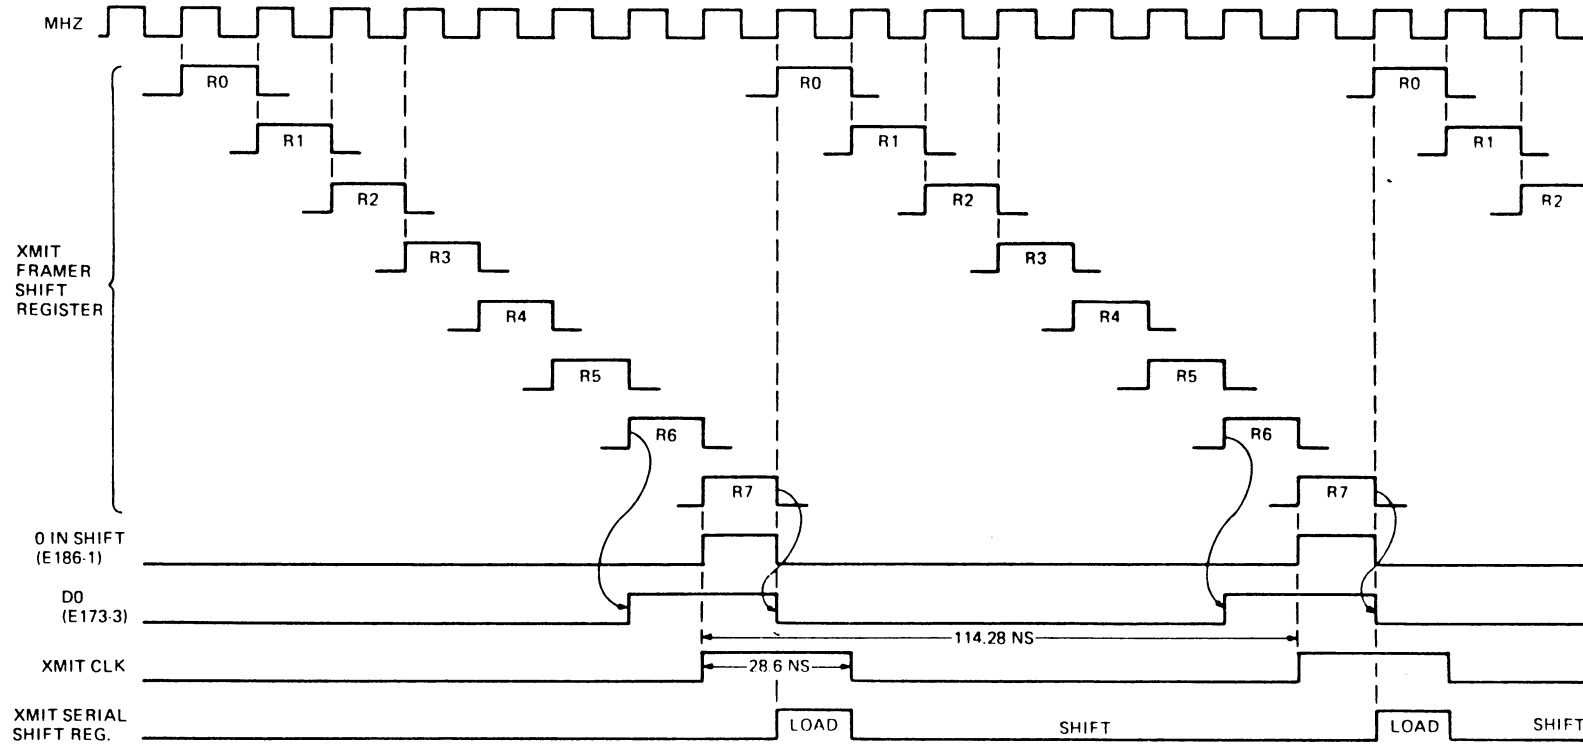 MHZ
R0
R0
R0
R1
R1
R1
R2
R2
R2
XMIT
FRAMER
SHIFT
REGISTER
R3
R3
R4
R4
R5
R5
R6
R6
R7
R7
0 IN SHIFT
(E186-1)
D0
(E173-3)
114.28 NS
XMIT CLK
28.6 NS
XMIT SERIAL
SHIFT REG.
LOAD
SHIFT
LOAD
SHIFT